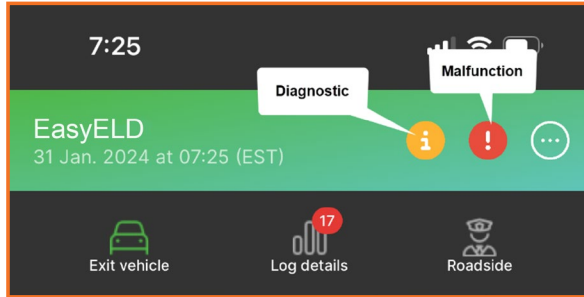 7:25
Malfunction
Diagnostic
EasyELD
31 Jan. 2024 at 07:25 (EST)
i
!
17
Exit vehicle
Log details
Roadside